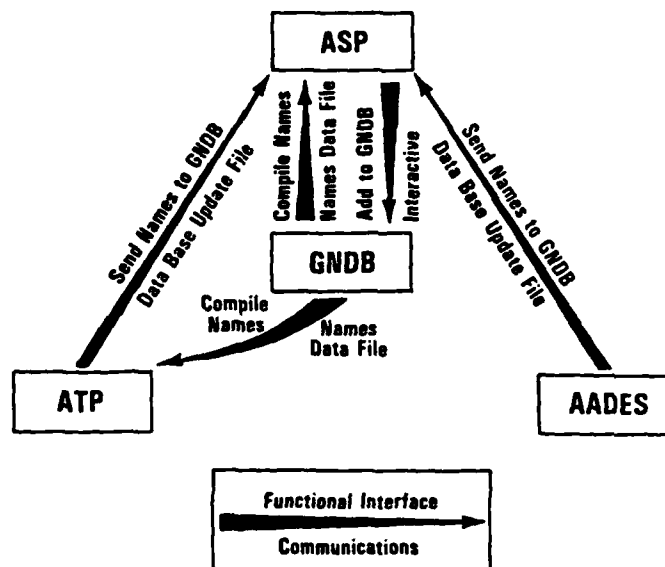 ASP
Send Names to GNDB
Data Base Update File
Compile Names
Names Data File
Add to GNDB
Interactive
Send Names to GNDB
Data Base Update File
GNDB
Compile
Names
Names
Data File
ATP
AADES
Functional Interface
Communications